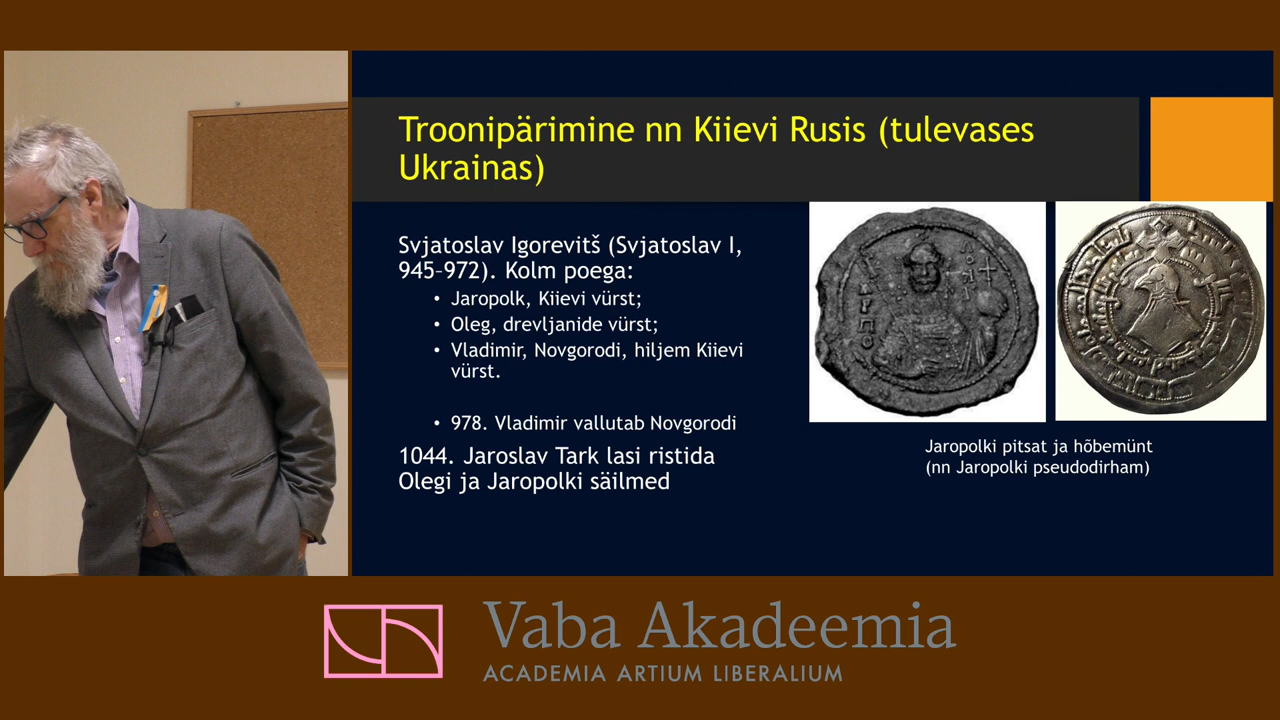 Troonipärimine nn Kiievi Rusis (tulevases
Ukrainas)
Svjatoslav Igorevitš (Svjatoslav I,
945–972). Kolm poega:
• Jaropolk, Kiievi vürst;
• Oleg, drevljanide vürst;
• Vladimir, Novgorodi, hiljem Kiievi
vürst.
• 978. Vladimir vallutab Novgorodi
1044. Jaroslav Tark lasi ristida
Olegi ja Jaropolki säilmed
Jaropolki pitsat ja hõbemünt
(nn Jaropolki pseudodirham)
Vaba Akadeemia
ACADEMIA ARTIUM LIBERALIUM